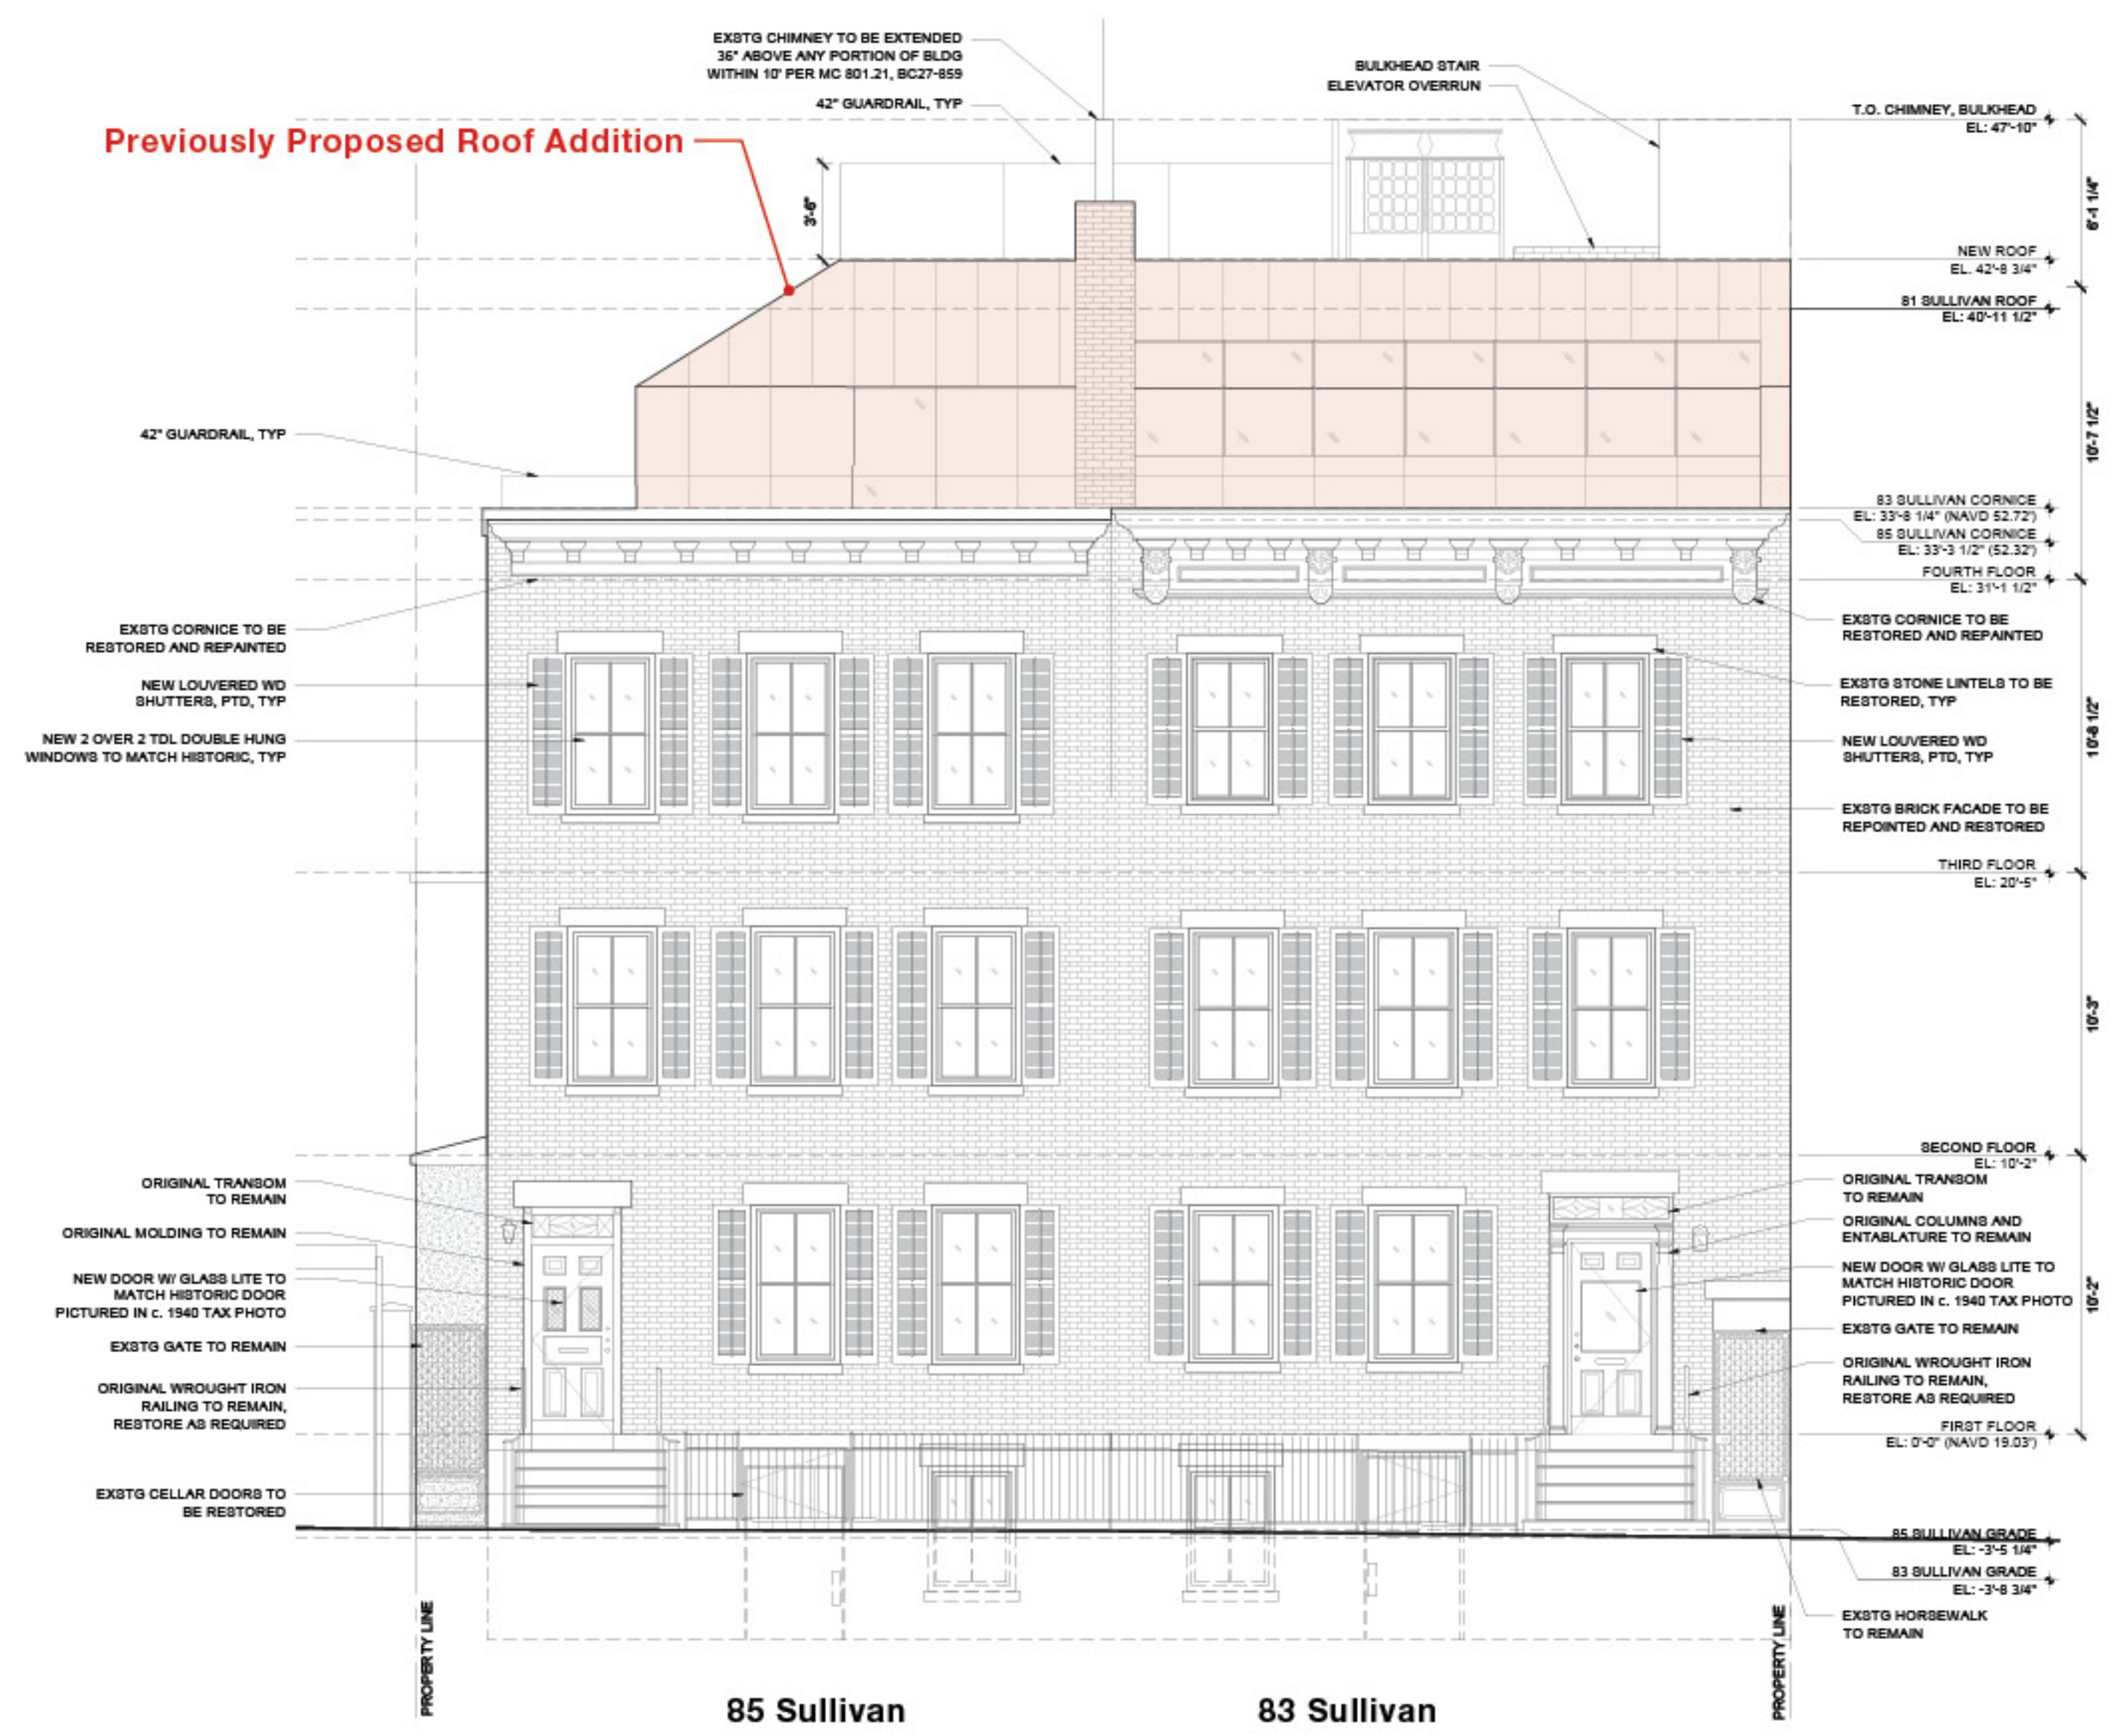 EXSTG CHIMNEY TO BE EXTENDED
36" ABOVE ANY PORTION OF BLDG
WITHIN 10' PER MC 801.21, BC27-859
42" GUARDRAIL, TYP
BULKHEAD STAIR
ELEVATOR OVERRUN
T.O. CHIMNEY, BULKHEAD
EL: 47'-10"
Previously Proposed Roof Addition
3'-6"
6'-1 1/4"
NEW ROOF
EL. 42'-8 3/4"
81 SULLIVAN ROOF
EL: 40'-11 1/2"
42" GUARDRAIL, TYP
10'-7 1/2"
83 SULLIVAN CORNICE
EL: 33'-8 1/4" (NAVD 52.72')
85 SULLIVAN CORNICE
EL: 33'-3 1/2" (52.32')
FOURTH FLOOR
EL: 31'-1 1/2"
EXSTG CORNICE TO BE
RESTORED AND REPAINTED
NEW LOUVERED WD
SHUTTERS, PTD, TYP
NEW 2 OVER 2 TDL DOUBLE HUNG
WINDOWS TO MATCH HISTORIC, TYP
EXSTG CORNICE TO BE
RESTORED AND REPAINTED
EXSTG STONE LINTELS TO BE
RESTORED, TYP
NEW LOUVERED WD
SHUTTERS, PTD, TYP
10'-8 1/2"
EXSTG BRICK FACADE TO BE
REPOINTED AND RESTORED
THIRD FLOOR
EL: 20'-5"
10'-3"
SECOND FLOOR
EL: 10'-2"
ORIGINAL TRANSOM
TO REMAIN
ORIGINAL MOLDING TO REMAIN
NEW DOOR W/ GLASS LITE TO
MATCH HISTORIC DOOR
PICTURED IN c. 1940 TAX PHOTO
EXSTG GATE TO REMAIN
ORIGINAL WROUGHT IRON
RAILING TO REMAIN,
RESTORE AS REQUIRED
EXSTG CELLAR DOORS TO
BE RESTORED
ORIGINAL TRANSOM
TO REMAIN
ORIGINAL COLUMNS AND
ENTABLATURE TO REMAIN
NEW DOOR W/ GLASS LITE TO
MATCH HISTORIC DOOR
PICTURED IN c. 1940 TAX PHOTO
10'-2"
EXSTG GATE TO REMAIN
ORIGINAL WROUGHT IRON
RAILING TO REMAIN,
RESTORE AS REQUIRED
FIRST FLOOR
EL: 0'-0" (NAVD 19.03')
85 SULLIVAN GRADE
EL: -3'-5 1/4"
83 SULLIVAN GRADE
EL: -3'-8 3/4"
EXSTG HORSEWALK
TO REMAIN
PROPERTY LINE
PROPERTY LINE
85 Sullivan
83 Sullivan